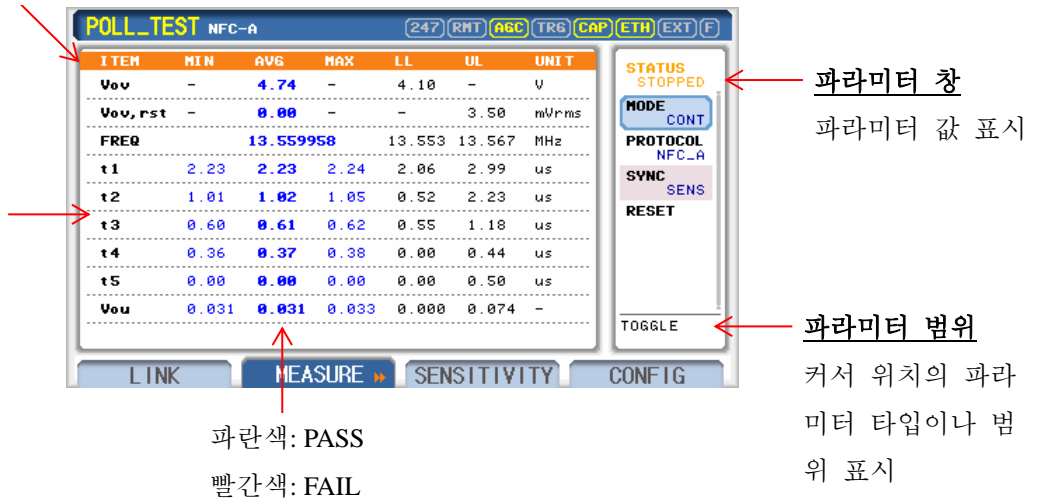 POLL_TEST NFC-A 247 RMT AGC TRG CAP ETH EXT F
ITEM MIN AVG MAX LL UL UNIT
Vov - 4.74 - 4.10 - V
Vov,rst - 0.00 - - 3.50 mVrms
FREQ 13.559958 13.553 13.567 MHz
t1 2.23 2.23 2.24 2.06 2.99 us
t2 1.01 1.02 1.05 0.52 2.23 us
t3 0.60 0.61 0.62 0.55 1.18 us
t4 0.36 0.37 0.38 0.00 0.44 us
t5 0.00 0.00 0.00 0.00 0.50 us
Vou 0.031 0.031 0.033 0.000 0.074 -
STATUS
STOPPED
MODE
CONT
PROTOCOL
NFC_A
SYNC
SENS
RESET
TOGGLE
LINK MEASURE SENSITIVITY CONFIG
파라미터 창
파라미터 값 표시
파라미터 범위
커서 위치의 파라
미터 타입이나 범
위 표시
파란색: PASS
빨간색: FAIL